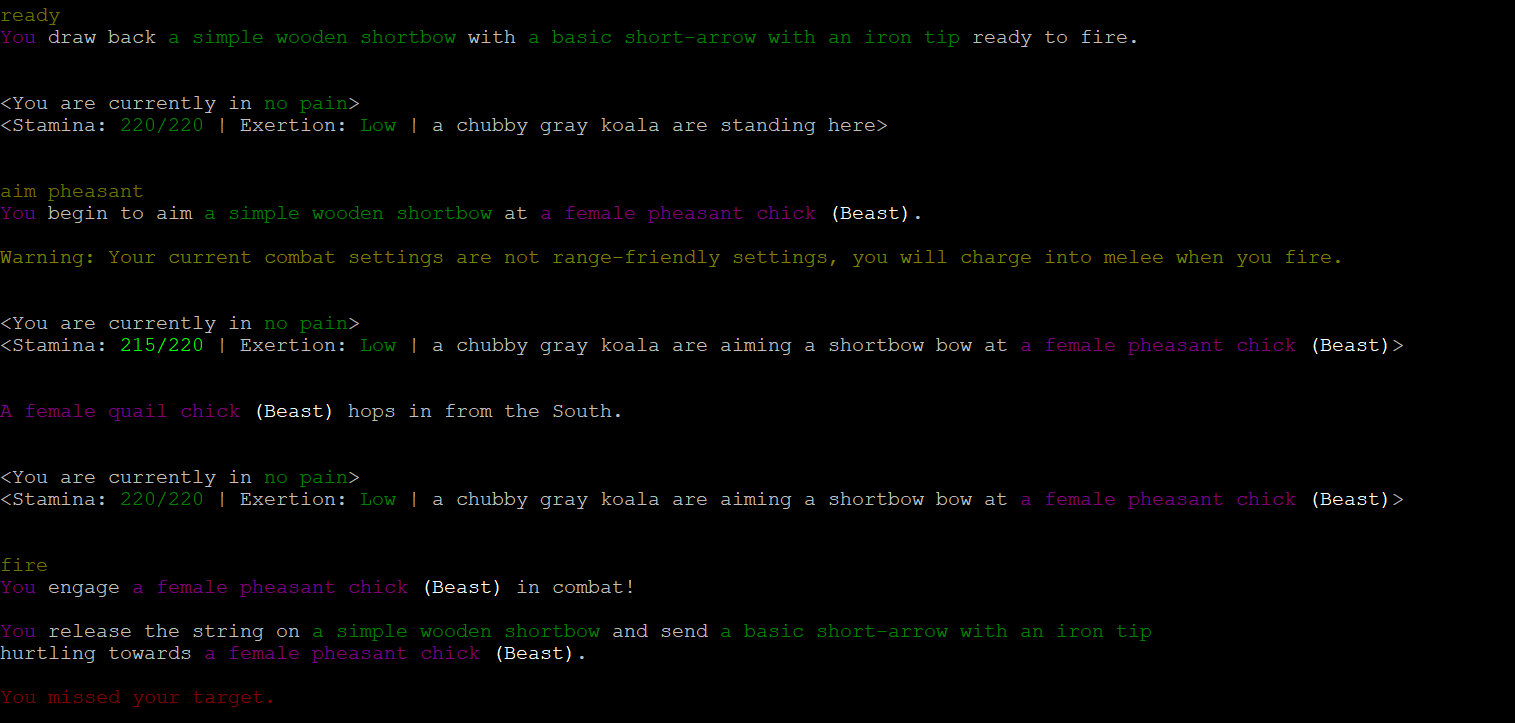 ready
You draw back a simple wooden shortbow with a basic short-arrow with an iron tip ready to fire.
<You are currently in no pain>
<Stamina: 220/220 | Exertion: Low | a chubby gray koala are standing here>
aim pheasant
You begin to aim a simple wooden shortbow at a female pheasant chick (Beast).
Warning: Your current combat settings are not range-friendly settings, you will charge into melee when you fire.
<You are currently in no pain>
<Stamina: 215/220 | Exertion: Low | a chubby gray koala are aiming a shortbow bow at a female pheasant chick (Beast)>
A female quail chick (Beast) hops in from the South.
<You are currently in no pain>
<Stamina: 220/220 | Exertion: Low | a chubby gray koala are aiming a shortbow bow at a female pheasant chick (Beast)>
fire
You engage a female pheasant chick (Beast) in combat!
You release the string on a simple wooden shortbow and send a basic short-arrow with an iron tip
hurtling towards a female pheasant chick (Beast).
You missed your target.